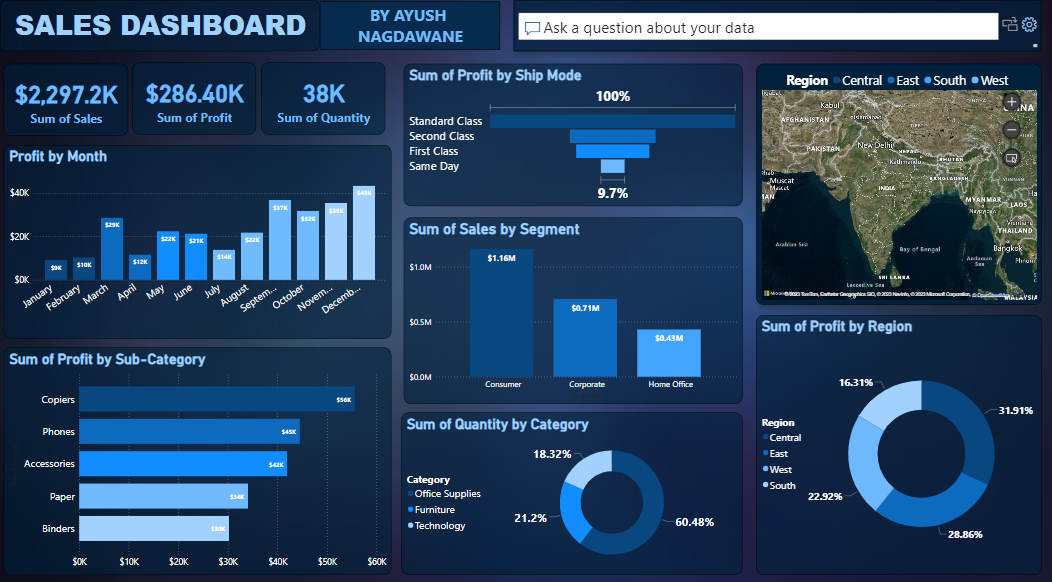 SALES DASHBOARD
BY AYUSH
NAGDAWANE
Ask a question about your data
$2,297.2K
Sum of Sales
$286.40K
Sum of Profit
38K
Sum of Quantity
Profit by Month
$40K
$20K
$0K
$9K
$10K
$29K
$12K
$22K
$21K
$14K
$22K
$37K
$32K
$35K
$43K
January
February
March
April
May
June
July
August
Septem...
October
Novem...
Decemb...
Sum of Profit by Sub-Category
Copiers
$56K
Phones
$45K
Accessories
$42K
Paper
$34K
Binders
$30K
$0K $10K $20K $30K $40K $50K $60K
Sum of Profit by Ship Mode
100%
Standard Class
Second Class
First Class
Same Day
9.7%
Sum of Sales by Segment
$1.0M
$0.5M
$0.0M
$1.16M
$0.71M
$0.43M
Consumer
Corporate
Home Office
Sum of Quantity by Category
Category
Office Supplies
Furniture
Technology
18.32%
21.2%
60.48%
Region Central East South West
Kabul
Islamabad
AFGHANISTAN
PAKISTAN
New Delhi
NEPAL
Kathmandu
BHUTAN
BANGLADESH
INDIA
Muscat
Muscat
MYANMAR
LAOS
THAILAND
Bangkok
Arabian Sea
Bay of Bengal
Andaman
Sea
SRI LANKA
Laccadive Sea
MALAYSIA
Sum of Profit by Region
Region
Central
East
West
South
16.31%
31.91%
22.92%
28.86%